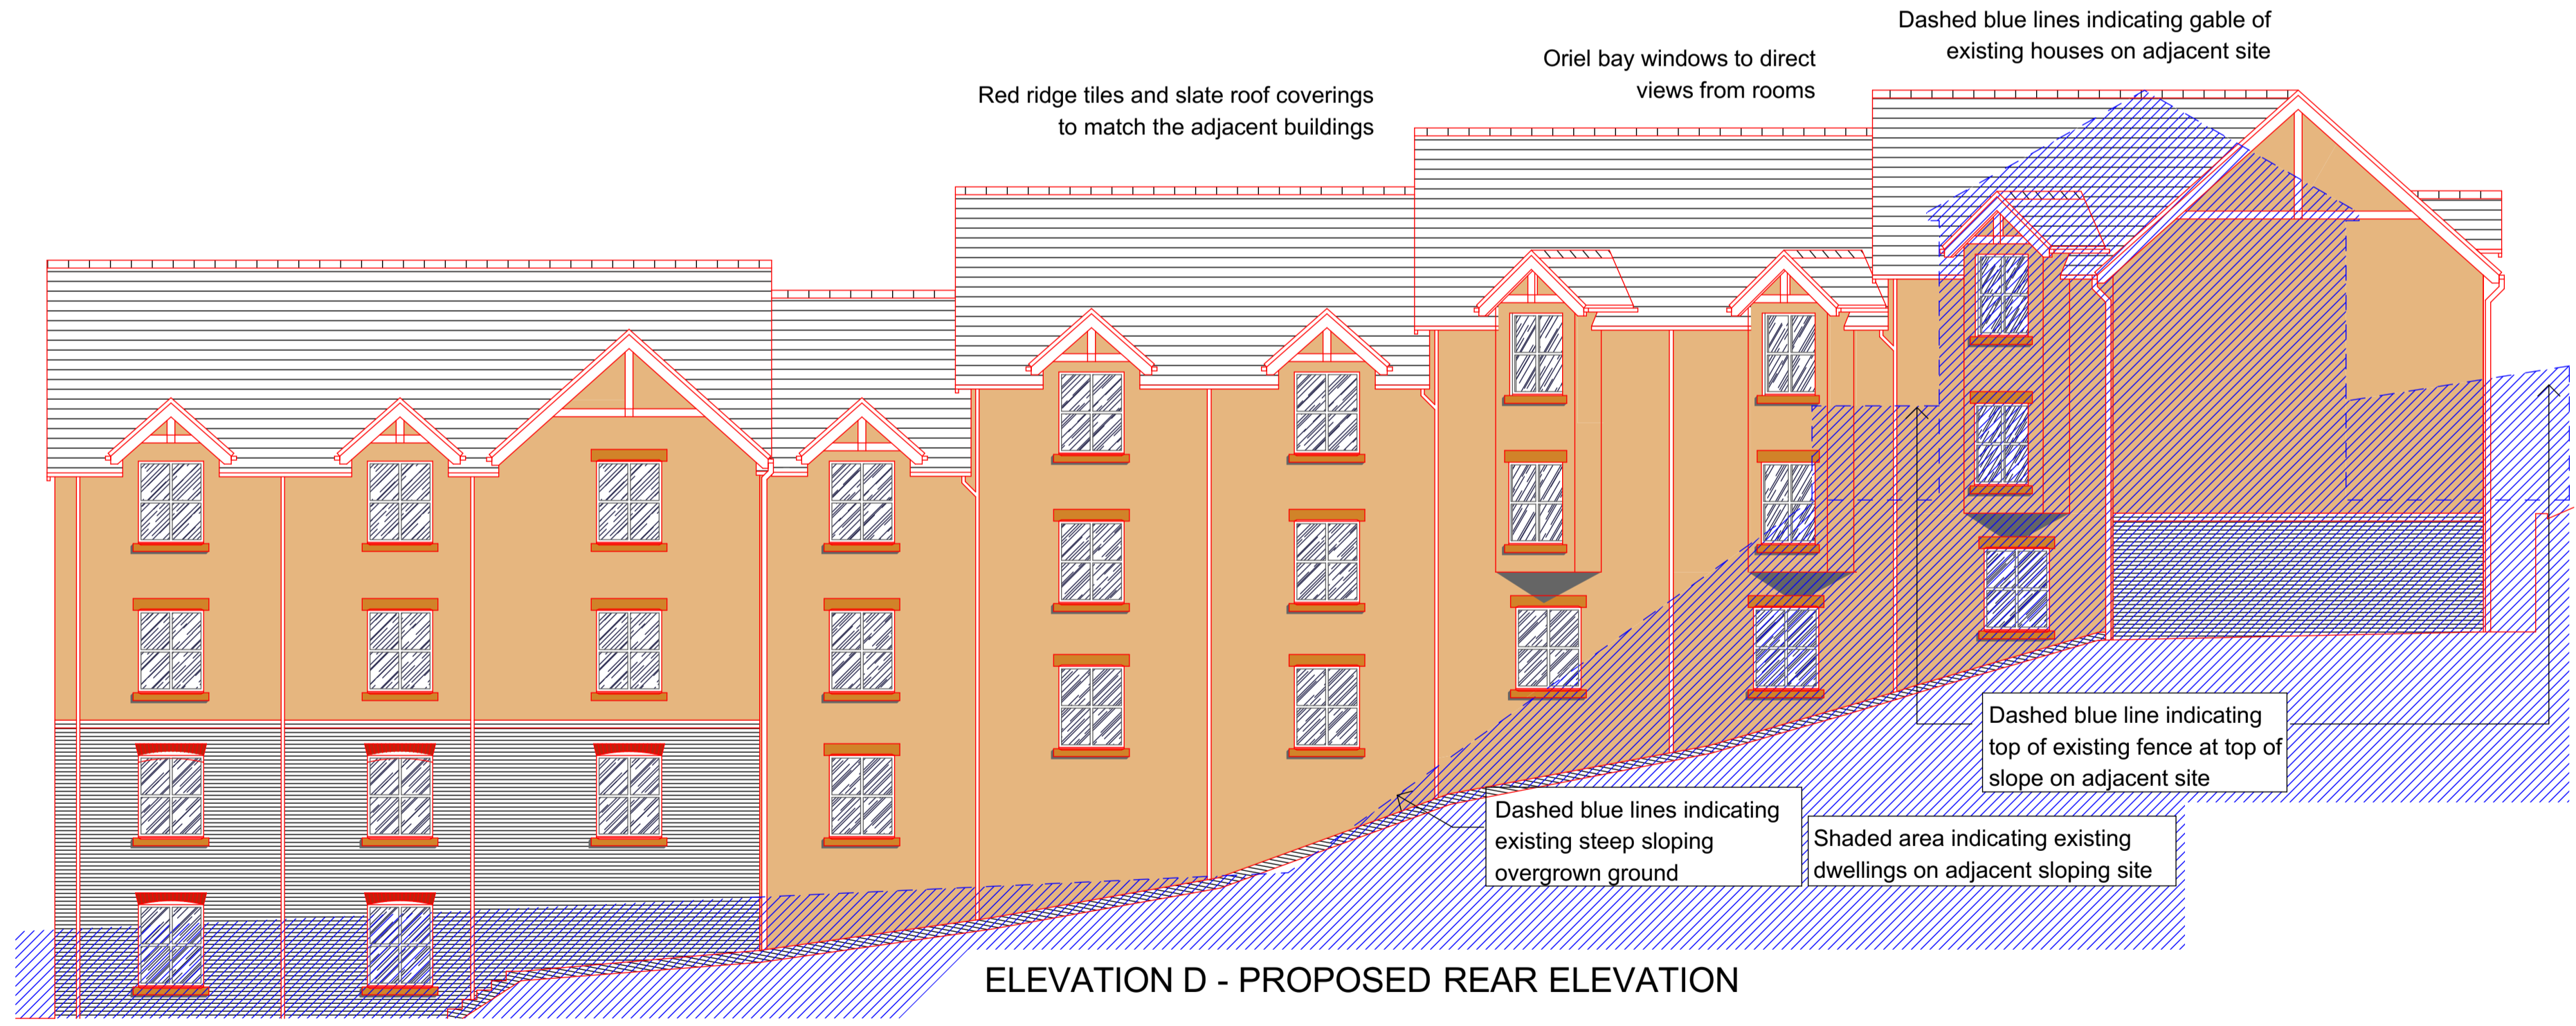 Dashed blue lines indicating gable of
existing houses on adjacent site
Oriel bay windows to direct
views from rooms
Red ridge tiles and slate roof coverings
to match the adjacent buildings
Dashed blue line indicating
top of existing fence at top of
slope on adjacent site
Dashed blue lines indicating
existing steep sloping
overgrown ground
Shaded area indicating existing
dwellings on adjacent sloping site
ELEVATION D - PROPOSED REAR ELEVATION